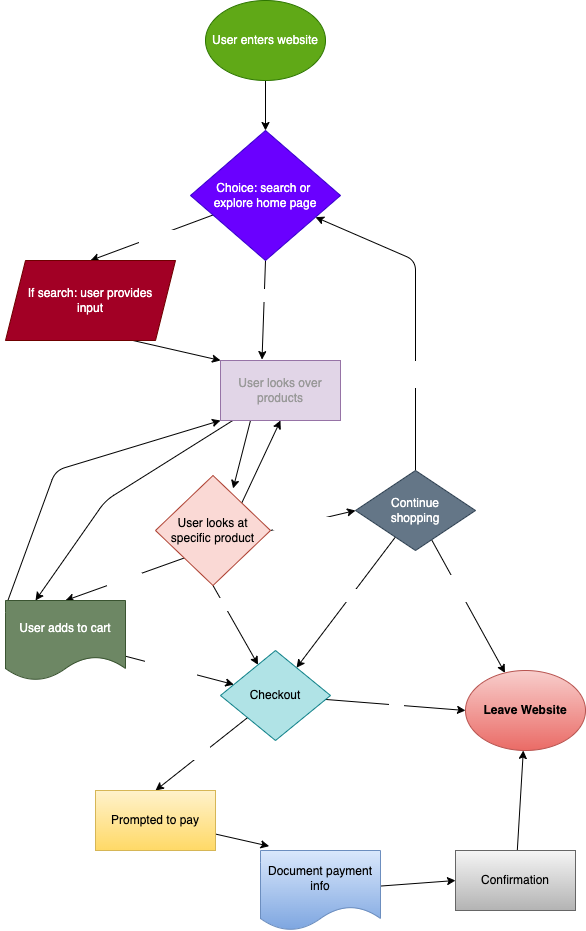 User enters website
Choice: search or
explore home page
If search: user provides
input
User looks over
products
Continue
shopping
User looks at
specific product
User adds to cart
Checkout
Leave Website
Prompted to pay
Document payment
info
Confirmation